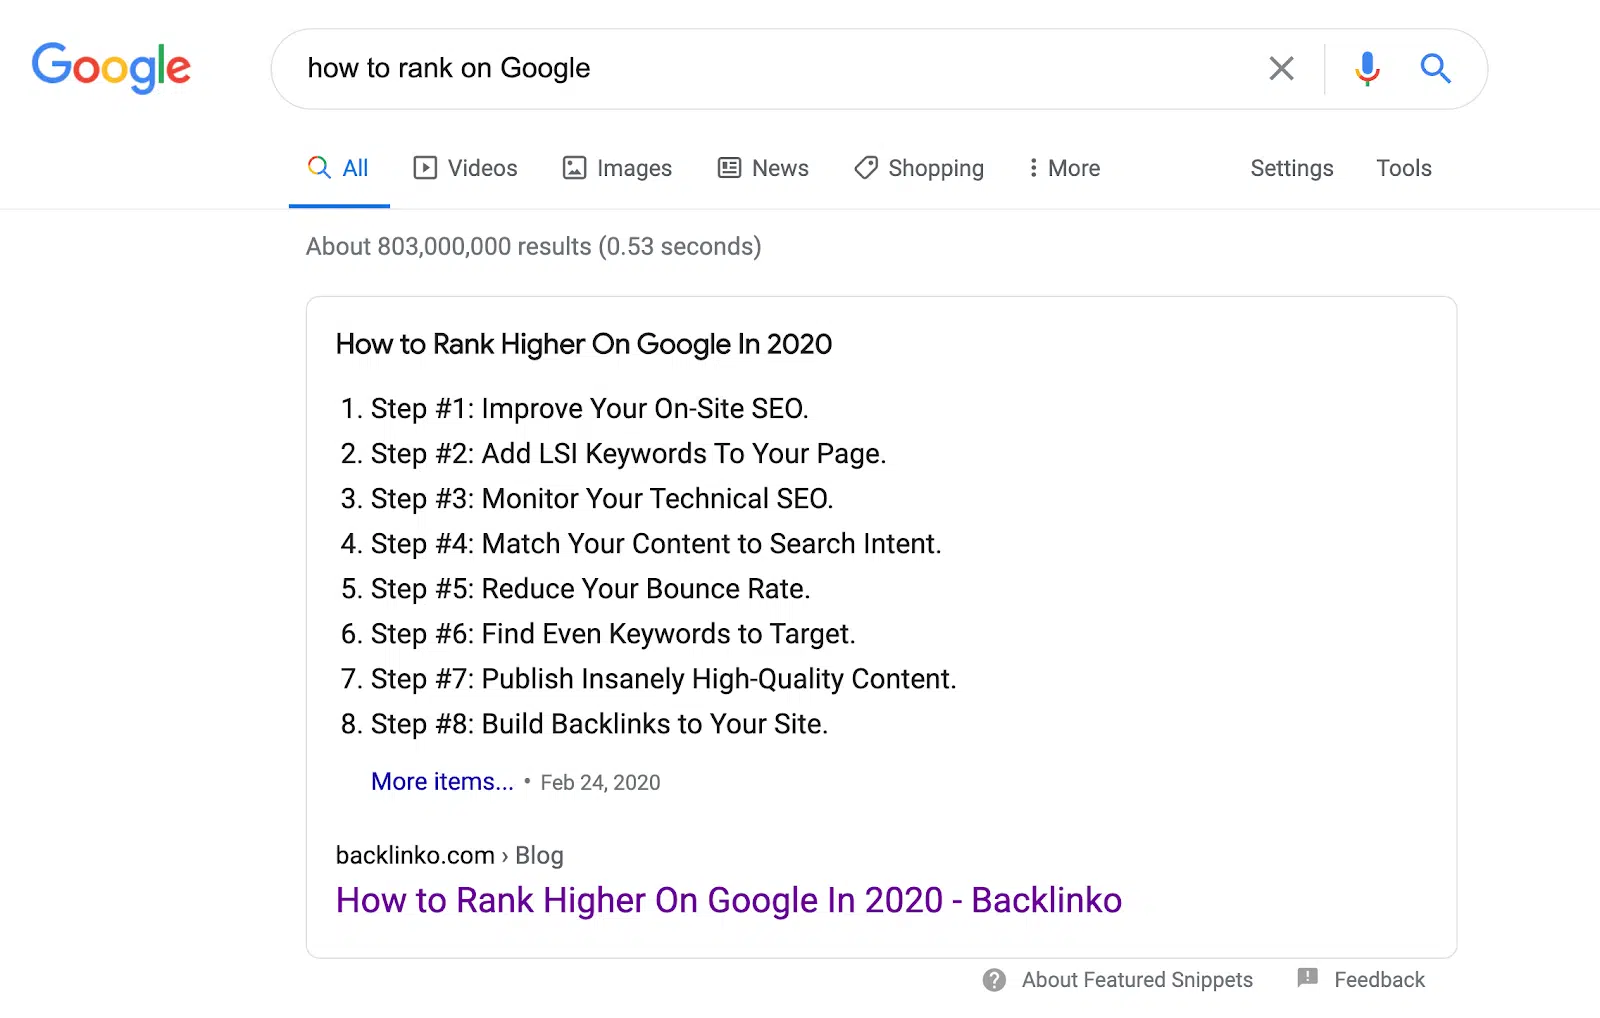 Google
how to rank on Google
All Videos Images News Shopping More Settings Tools
About 803,000,000 results (0.53 seconds)
How to Rank Higher On Google In 2020
1. Step #1: Improve Your On-Site SEO.
2. Step #2: Add LSI Keywords To Your Page.
3. Step #3: Monitor Your Technical SEO.
4. Step #4: Match Your Content to Search Intent.
5. Step #5: Reduce Your Bounce Rate.
6. Step #6: Find Even Keywords to Target.
7. Step #7: Publish Insanely High-Quality Content.
8. Step #8: Build Backlinks to Your Site.
More items... • Feb 24, 2020
backlinko.com › Blog
How to Rank Higher On Google In 2020 - Backlinko
About Featured Snippets Feedback